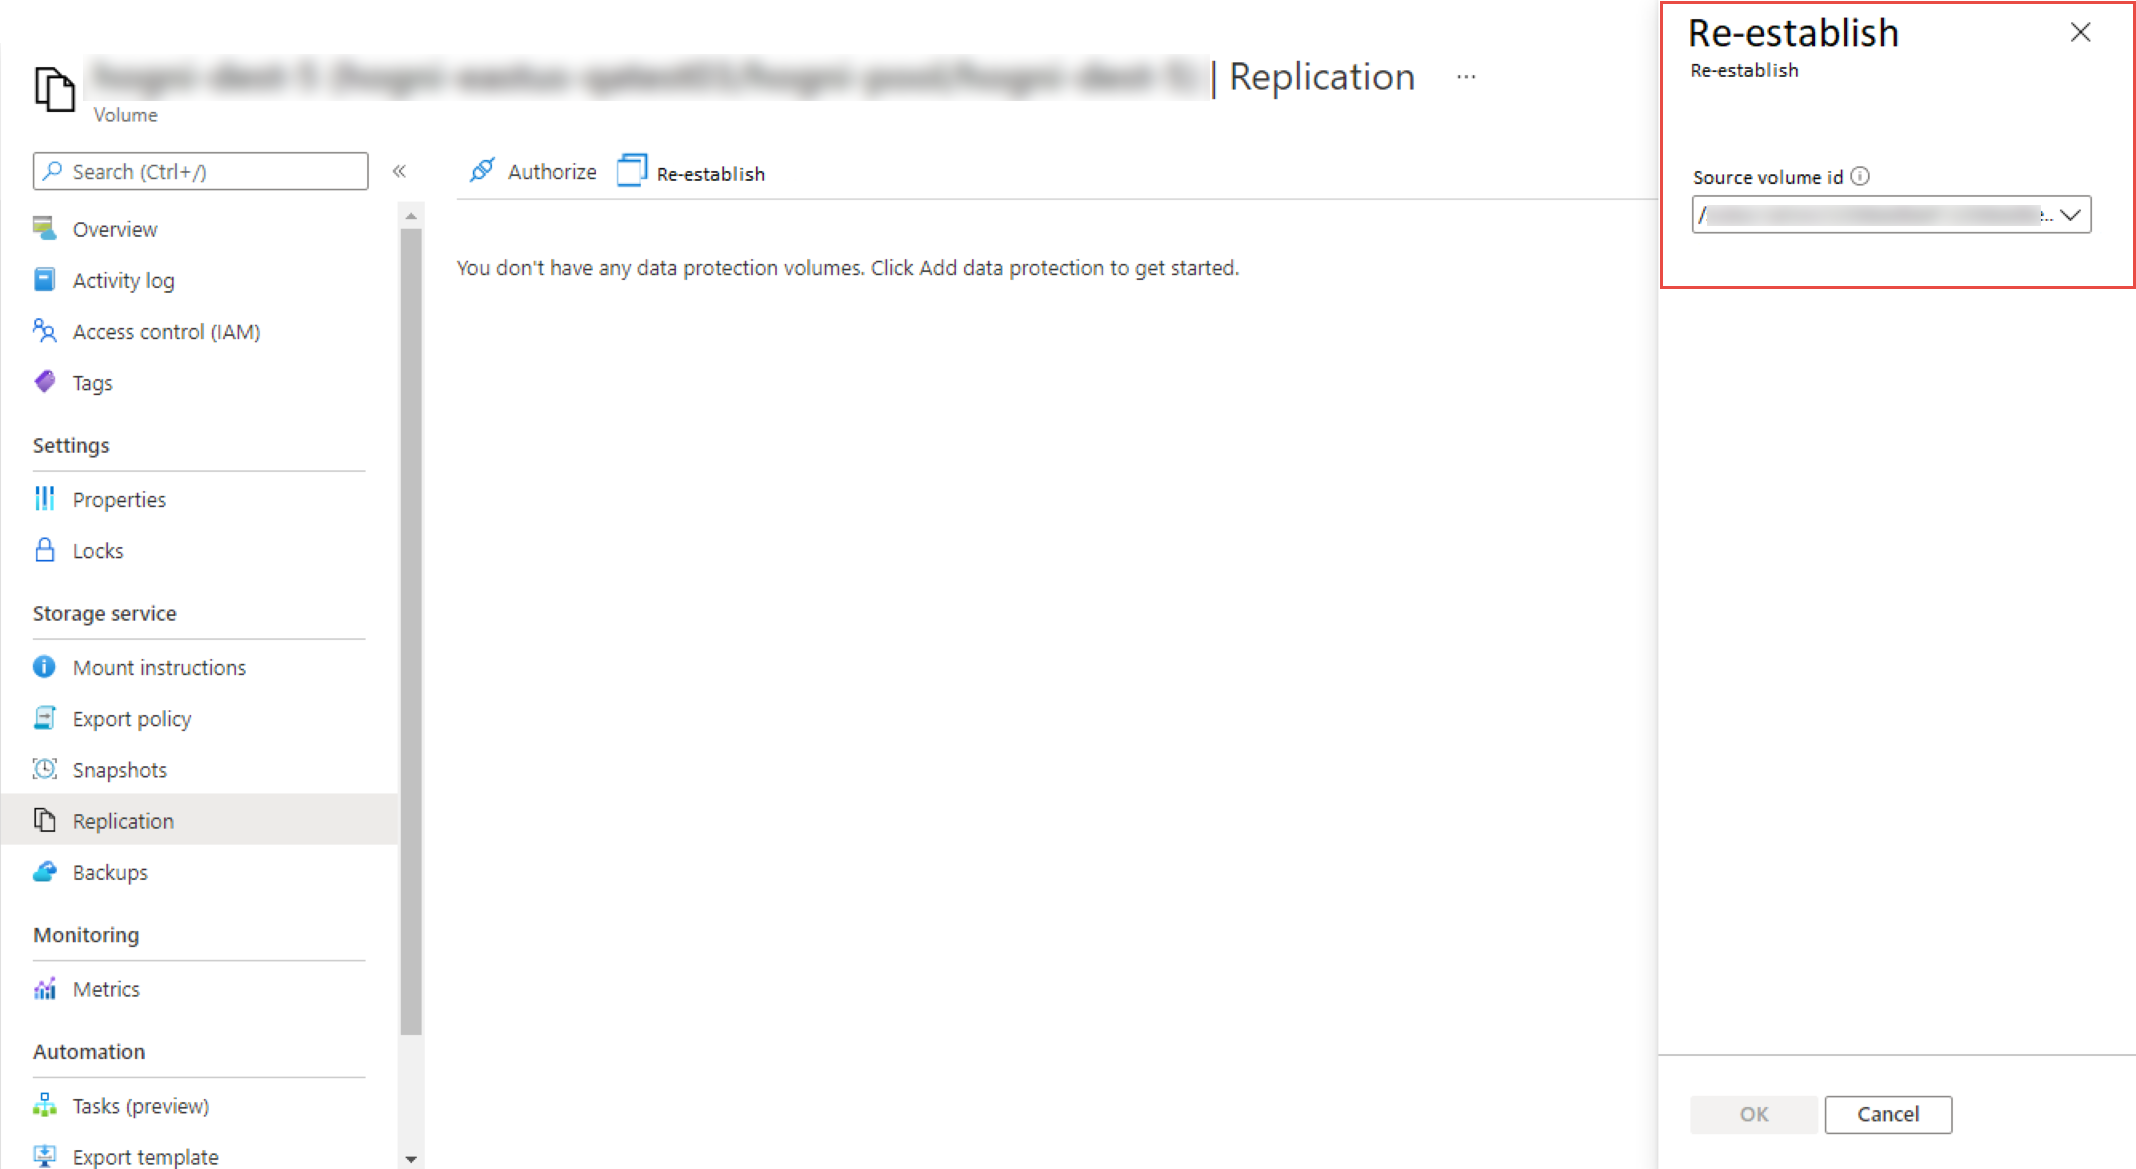 | Replication ...
Volume
Search (Ctrl+/)
«
Overview
Activity log
Access control (IAM)
Tags
Settings
Properties
Locks
Storage service
Mount instructions
Export policy
Snapshots
Replication
Backups
Monitoring
Metrics
Automation
Tasks (preview)
Export template
Authorize
Re-establish
You don't have any data protection volumes. Click Add data protection to get started.
Re-establish
Re-establish
Source volume id
/ ..
OK
Cancel